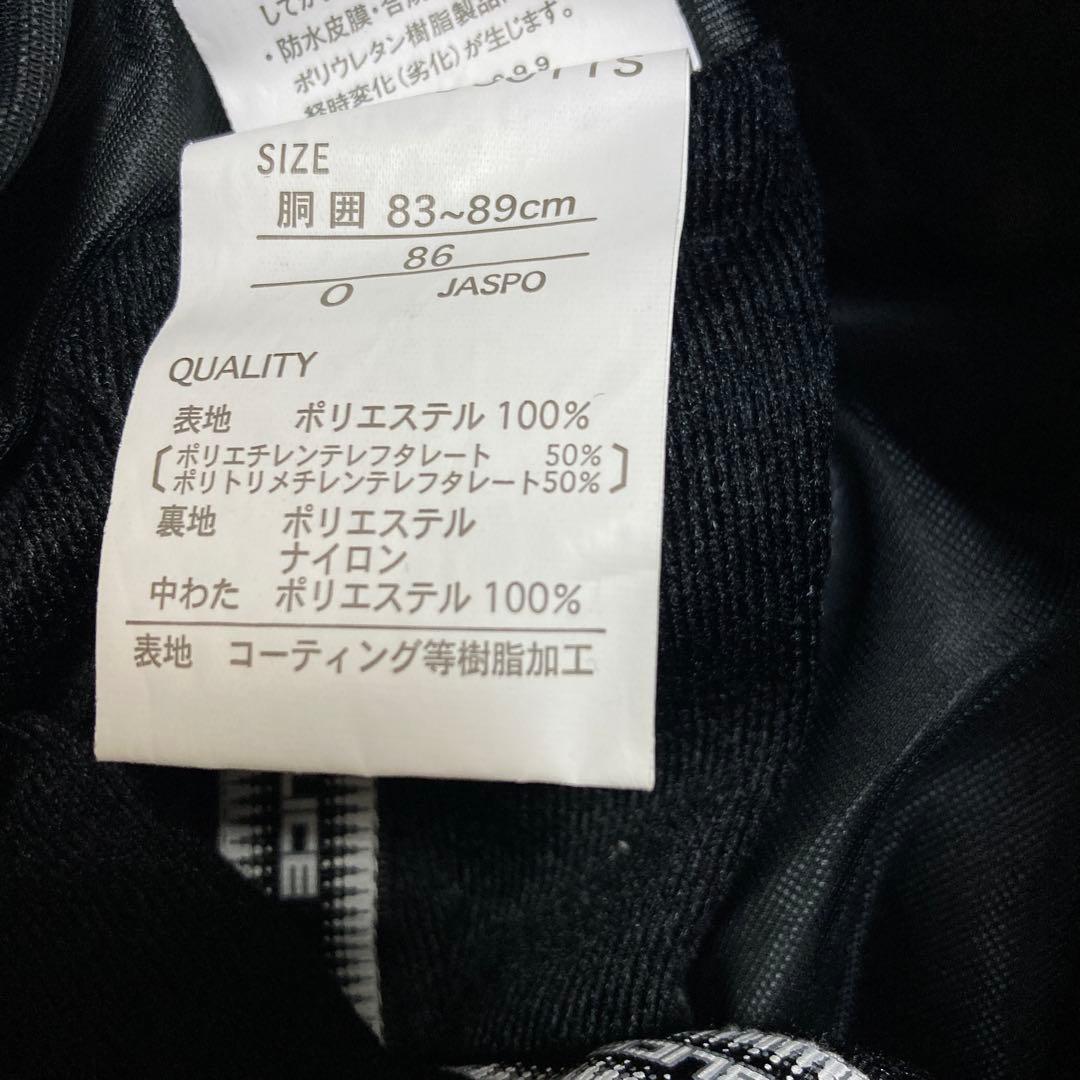 ・防水皮膜・合成
ポリウレタン樹脂製品
経時変化(劣化)が生じます。
SIZE
胴囲 83~89cm
86
O JASPO
QUALITY
表地 ポリエステル 100%
ポリエチレンテレフタレート 50%
ポリトリメチレンテレフタレート50%
裏地 ポリエステル
ナイロン
中わた ポリエステル 100%
表地 コーティング等樹脂加工